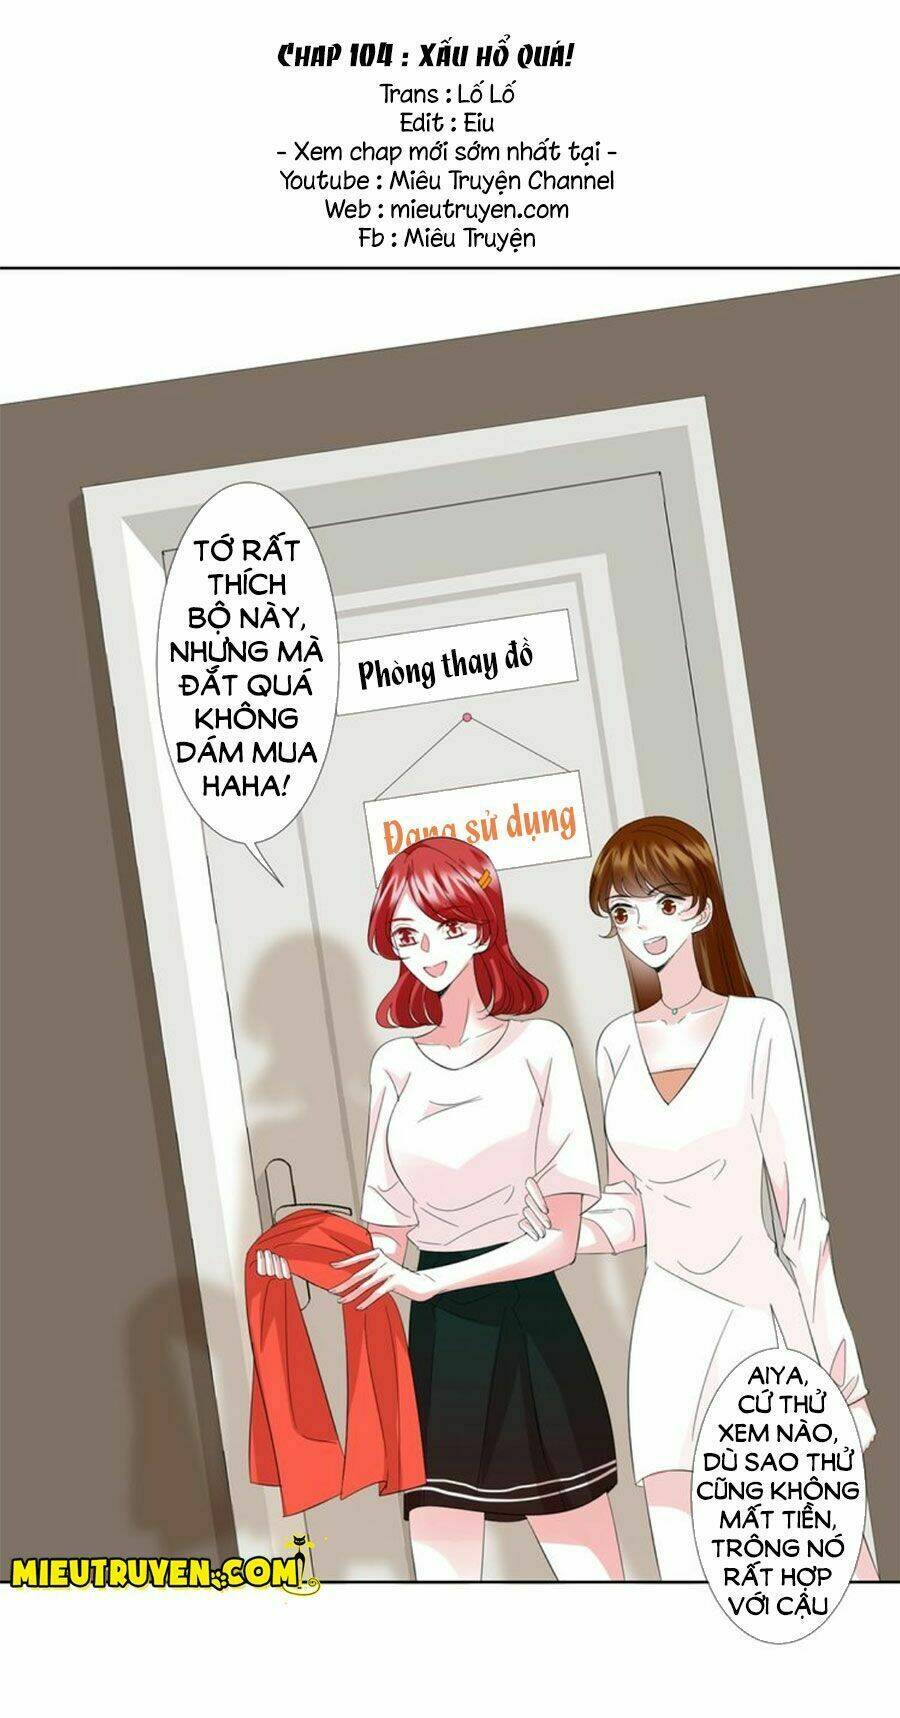 CHAP 104 : XẤU HỔ QUÁ!
Trans : Lố Lố
Edit : Eiu
- Xem chap mới sớm nhất tại -
Youtube : Miêu Truyện Channel
Web : mieutruyen.com
Fb : Miêu Truyện
TỚ RẤT
THÍCH
BỘ NÀY,
NHƯNG MÀ
ĐẮT QUÁ
KHÔNG
DÁM MUA
HAHA!
Phòng thay đồ
Đang sử dụng
AIYA,
CỨ THỬ
XEM NÀO,
DÙ SAO THỬ
CŨNG KHÔNG
MẤT TIỀN,
TRÔNG NÓ
RẤT HỢP
VỚI CẬU
MIEUTRUYEN.COM